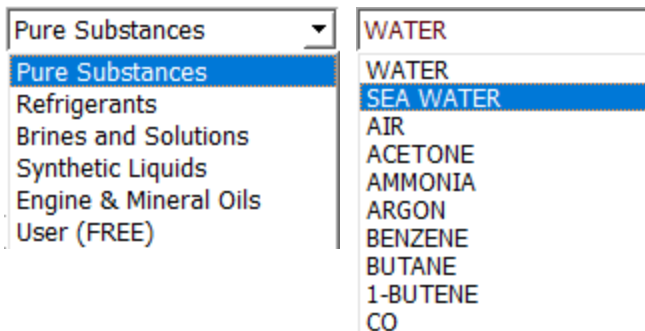 Pure Substances
Pure Substances
Refrigerants
Brines and Solutions
Synthetic Liquids
Engine & Mineral Oils
User (FREE)
WATER
WATER
SEA WATER
AIR
ACETONE
AMMONIA
ARGON
BENZENE
BUTANE
1-BUTENE
CO